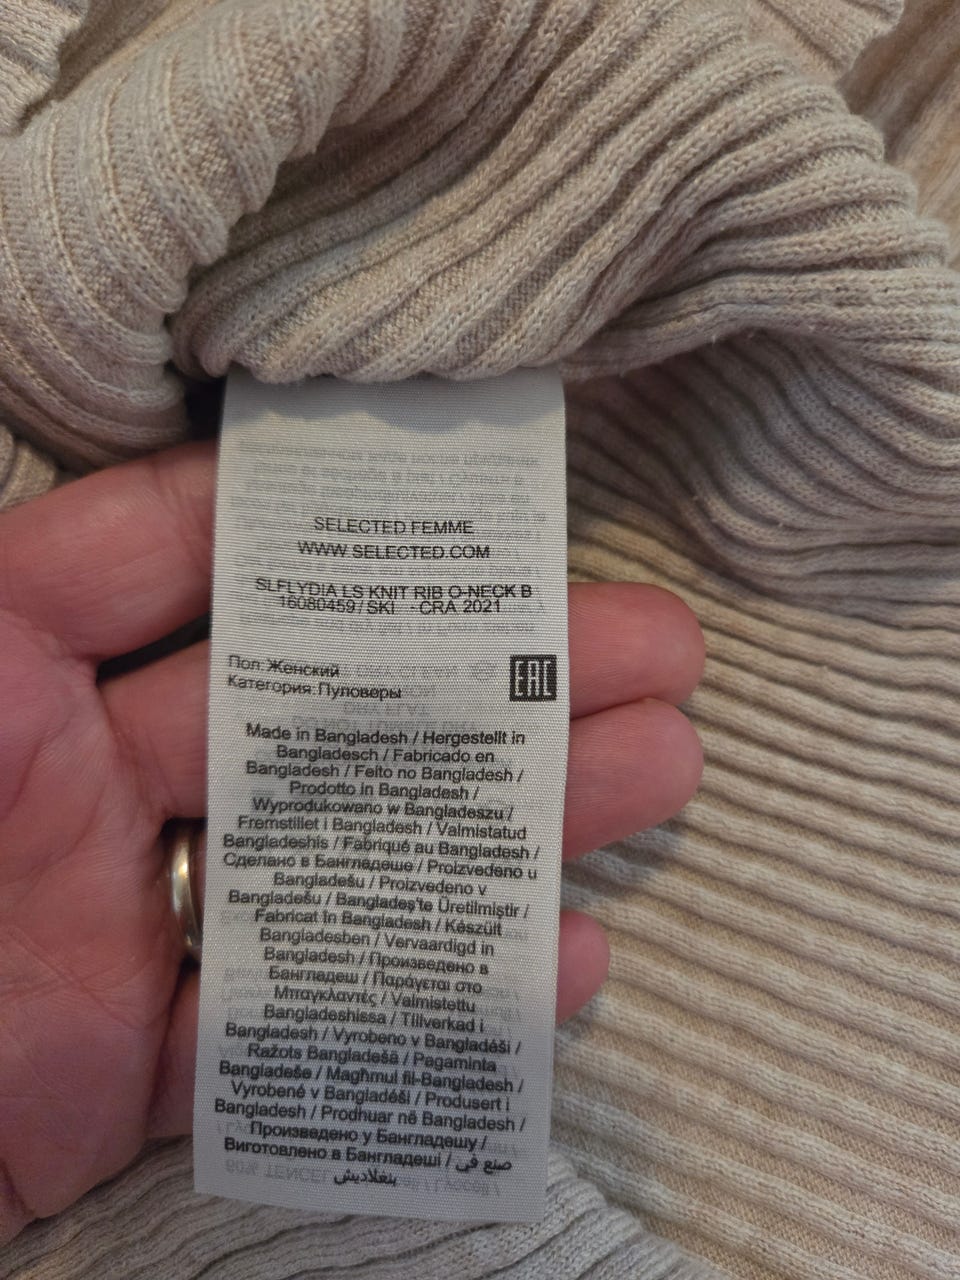 SELECTED FEMME
WWW.SELECTED.COM
SLFLYDIA LS KNIT RIB O-NECK B
16080459 / SKI - CRA 2021
Пол: Женский
Категория: Пуловеры
EAC
Made in Bangladesh / Hergestellt in
Bangladesch / Fabricado en
Bangladesh / Feito no Bangladesh /
Prodotto in Bangladesh /
Wyprodukowano w Bangladeszu /
Fremstillet i Bangladesh / Valmistatud
Bangladeshis / Fabriqué au Bangladesh /
Сделано в Бангладеше / Proizvedeno u
Bangladešu / Proizvedeno v
Bangladešu / Bangladeş'te Üretilmiştir /
Fabricat în Bangladesh / Készült
Bangladesben / Vervaardigd in
Bangladesh / Произведено в
Бангладеш / Παράγεται στο
Μπαγκλαντές / Valmistettu
Bangladeshissa / Tillverkad i
Bangladesh / Vyrobeno v Bangladéši /
Ražots Bangladešā / Pagaminta
Bangladeše / Magħmul fil-Bangladesh /
Vyrobené v Bangladéši / Produsert i
Bangladesh / Prodhuar në Bangladesh /
Произведено у Бангладешу /
Виготовлено в Бангладеші / صنع في
بنغلاديش